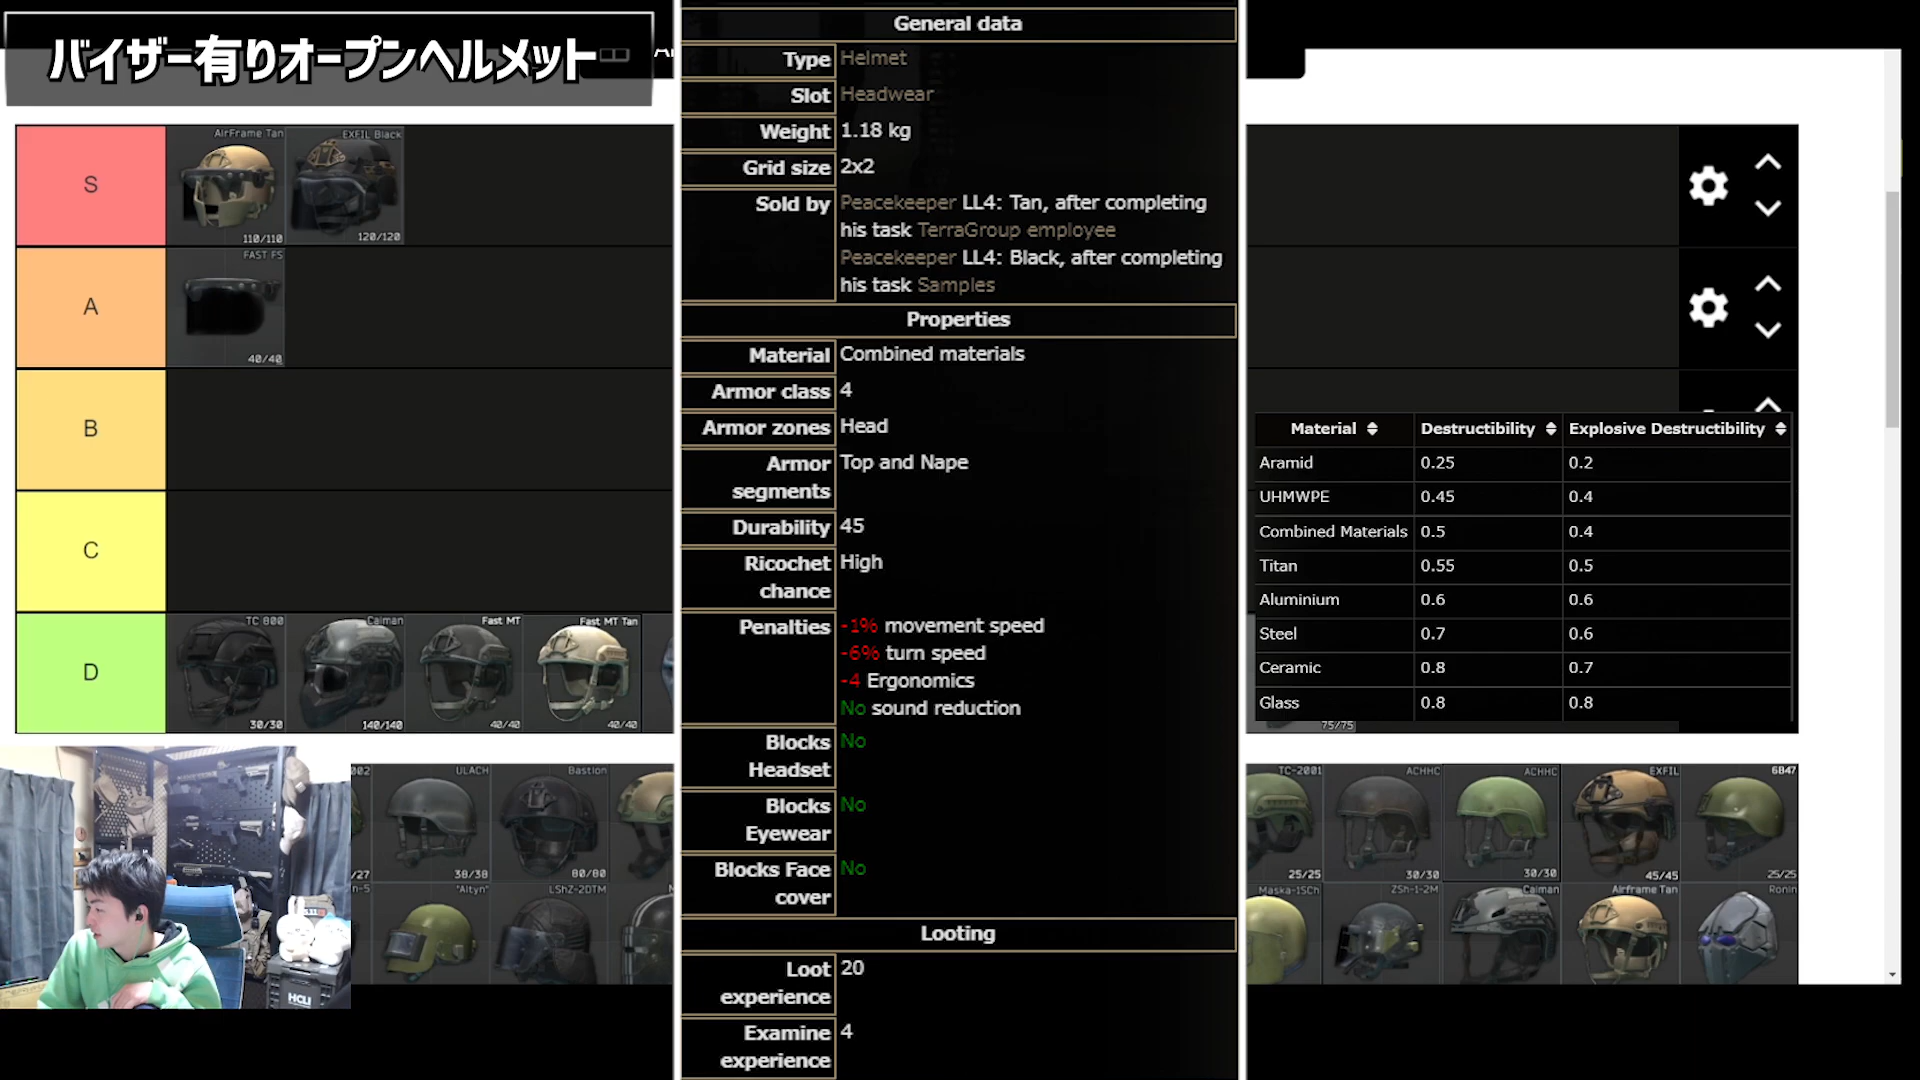 バイザー有りオープンヘルメット
S
AirFrame Tan
110/110
EXFIL Black
120/120
A
FAST FS
40/40
B
C
D
TC 800
30/30
Caiman
140/140
Fast MT
40/40
Fast MT Tan
40/40
General data
Type Helmet
Slot Headwear
Weight 1.18 kg
Grid size 2x2
Sold by Peacekeeper LL4: Tan, after completing
his task TerraGroup employee
Peacekeeper LL4: Black, after completing
his task Samples
Properties
Material Combined materials
Armor class 4
Armor zones Head
Armor Top and Nape
segments
Durability 45
Ricochet High
chance
Penalties -1% movement speed
-6% turn speed
-4 Ergonomics
No sound reduction
Blocks No
Headset
Blocks No
Eyewear
Blocks Face No
cover
Looting
Loot 20
experience
Examine 4
experience
Material Destructibility Explosive Destructibility
Aramid 0.25 0.2
UHMWPE 0.45 0.4
Combined Materials 0.5 0.4
Titan 0.55 0.5
Aluminium 0.6 0.6
Steel 0.7 0.6
Ceramic 0.8 0.7
Glass 0.8 0.8
75/75
002
/27
ULACH
38/38
Bastion
80/80
TC-2001
25/25
ACHHC
30/30
ACHHC
30/30
EXFIL
45/45
6B47
25/25
n-5
"Altyn"
LShZ-2DTM
Maska-1SCh
ZSh-1-2M
Caiman
Airframe Tan
Ronin
HCLI